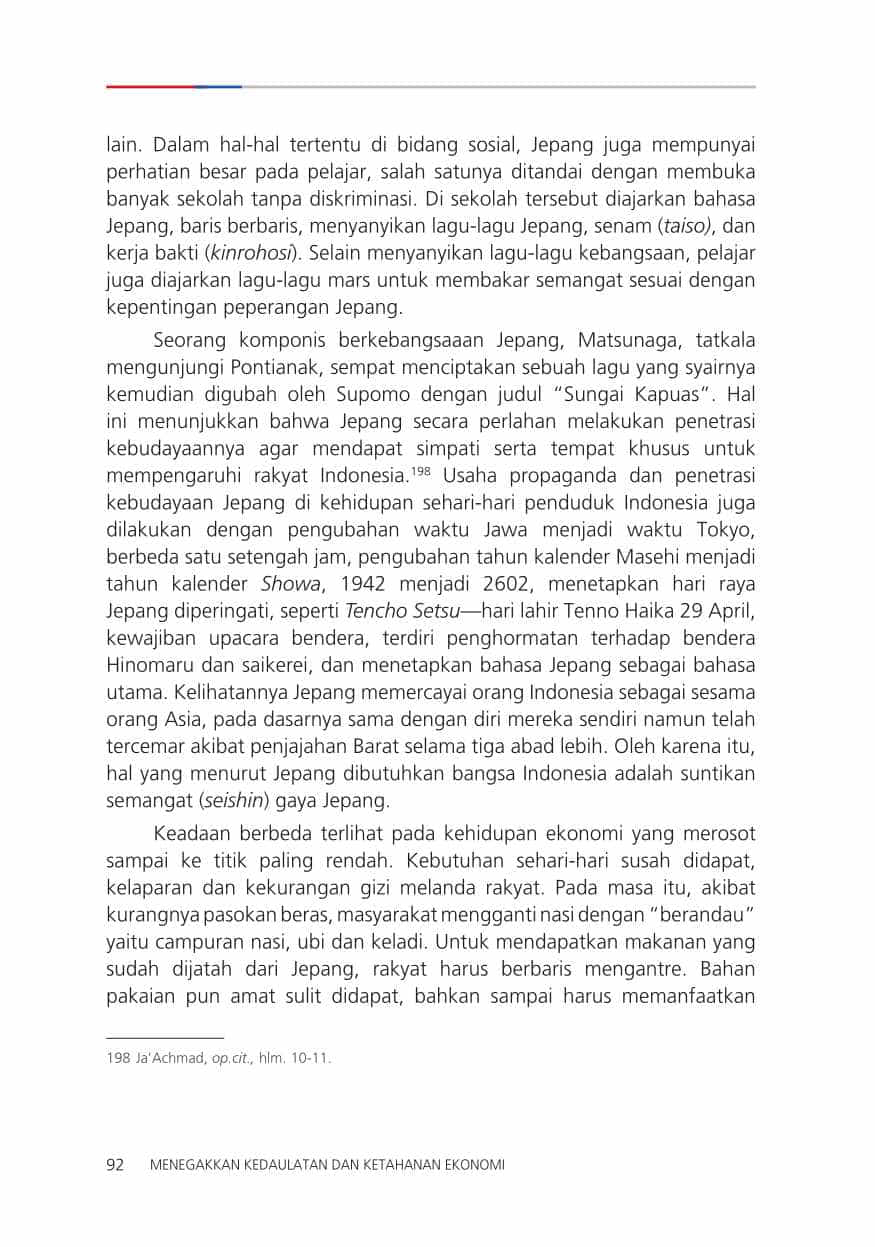 lain. Dalam hal-hal tertentu di bidang sosial, Jepang juga mempunyai
perhatian besar pada pelajar, salah satunya ditandai dengan membuka
banyak sekolah tanpa diskriminasi. Di sekolah tersebut diajarkan bahasa
Jepang, baris berbaris, menyanyikan lagu-lagu Jepang, senam (taiso), dan
kerja bakti (kinrohosi). Selain menyanyikan lagu-lagu kebangsaan, pelajar
juga diajarkan lagu-lagu mars untuk membakar semangat sesuai dengan
kepentingan peperangan Jepang.
Seorang komponis berkebangsaaan Jepang, Matsunaga, tatkala
mengunjungi Pontianak, sempat menciptakan sebuah lagu yang syairnya
kemudian digubah oleh Supomo dengan judul “Sungai Kapuas”. Hal
ini menunjukkan bahwa Jepang secara perlahan melakukan penetrasi
kebudayaannya agar mendapat simpati serta tempat khusus untuk
mempengaruhi rakyat Indonesia.198 Usaha propaganda dan penetrasi
kebudayaan Jepang di kehidupan sehari-hari penduduk Indonesia juga
dilakukan dengan pengubahan waktu Jawa menjadi waktu Tokyo,
berbeda satu setengah jam, pengubahan tahun kalender Masehi menjadi
tahun kalender Showa, 1942 menjadi 2602, menetapkan hari raya
Jepang diperingati, seperti Tencho Setsu—hari lahir Tenno Haika 29 April,
kewajiban upacara bendera, terdiri penghormatan terhadap bendera
Hinomaru dan saikerei, dan menetapkan bahasa Jepang sebagai bahasa
utama. Kelihatannya Jepang memercayai orang Indonesia sebagai sesama
orang Asia, pada dasarnya sama dengan diri mereka sendiri namun telah
tercemar akibat penjajahan Barat selama tiga abad lebih. Oleh karena itu,
hal yang menurut Jepang dibutuhkan bangsa Indonesia adalah suntikan
semangat (seishin) gaya Jepang.
Keadaan berbeda terlihat pada kehidupan ekonomi yang merosot
sampai ke titik paling rendah. Kebutuhan sehari-hari susah didapat,
kelaparan dan kekurangan gizi melanda rakyat. Pada masa itu, akibat
kurangnya pasokan beras, masyarakat mengganti nasi dengan “berandau”
yaitu campuran nasi, ubi dan keladi. Untuk mendapatkan makanan yang
sudah dijatah dari Jepang, rakyat harus berbaris mengantre. Bahan
pakaian pun amat sulit didapat, bahkan sampai harus memanfaatkan
198 Ja‘Achmad, op.cit., hlm. 10-11.
92 MENEGAKKAN KEDAULATAN DAN KETAHANAN EKONOMI